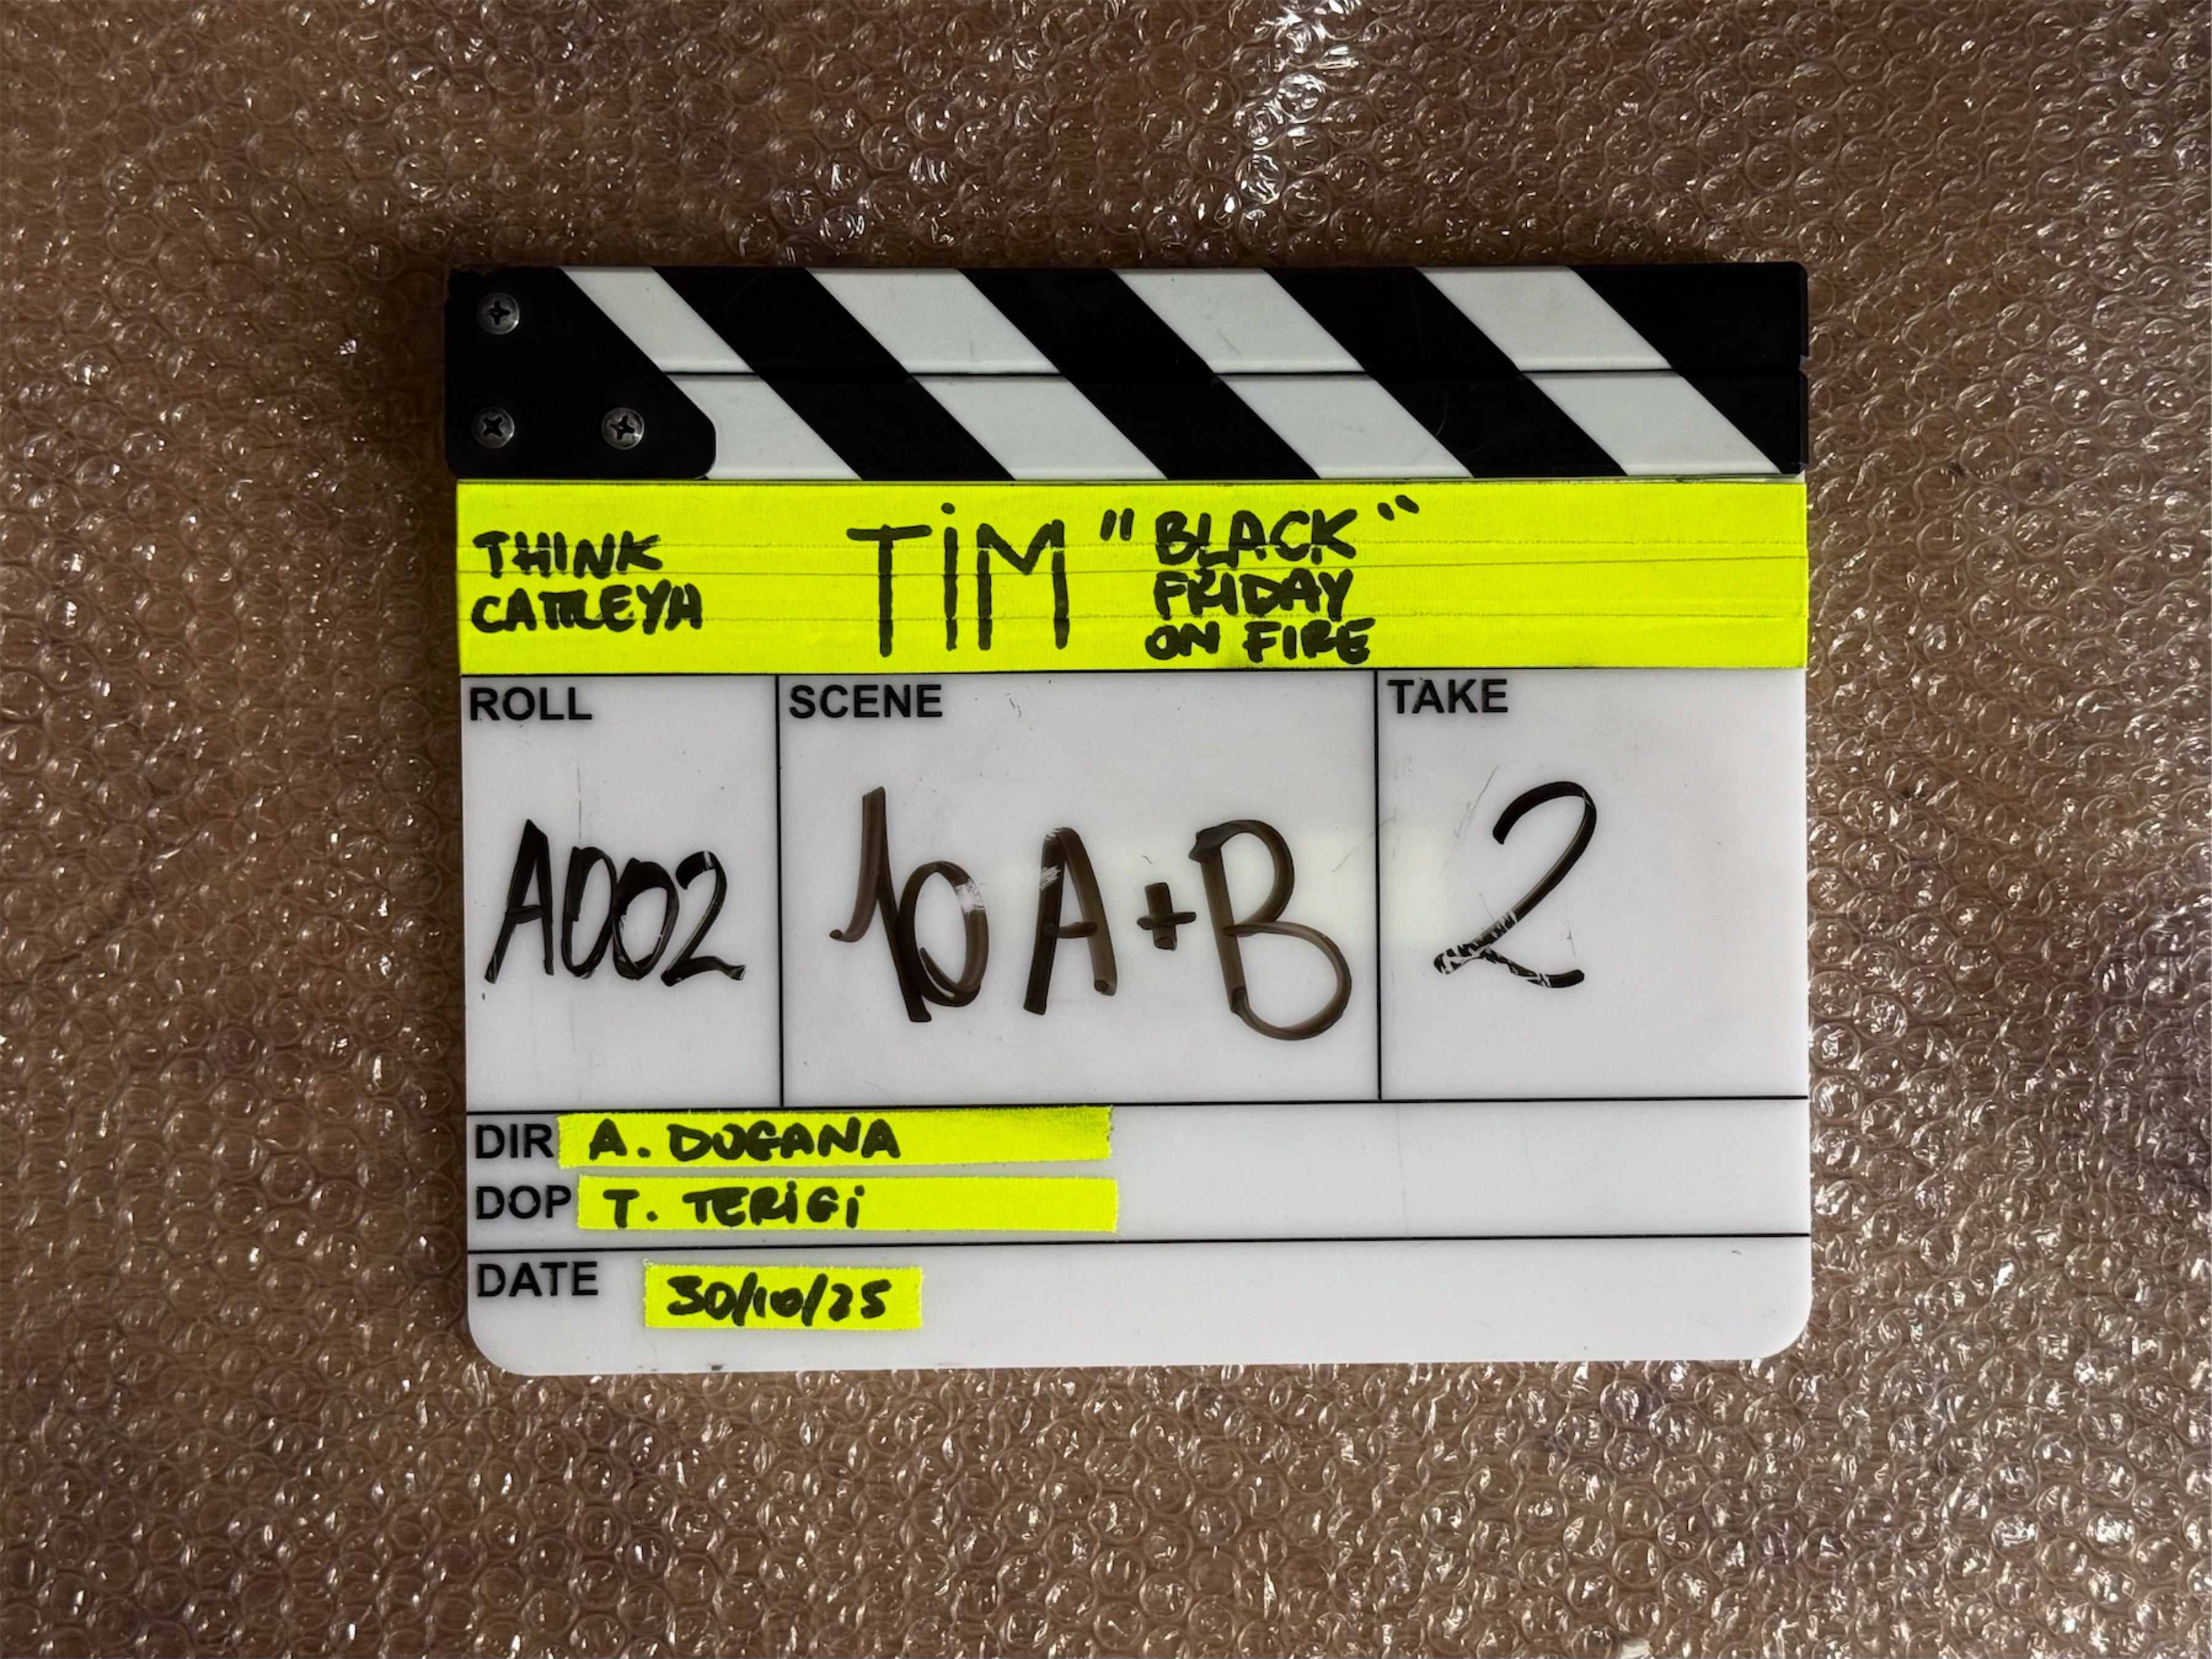 THINK
CATTLEYA
TIM "BLACK"
FRIDAY
ON FIRE
ROLL SCENE TAKE
A002 10 A+B 2
DIR A. DOGANA
DOP T. TERIGI
DATE 30/10/25